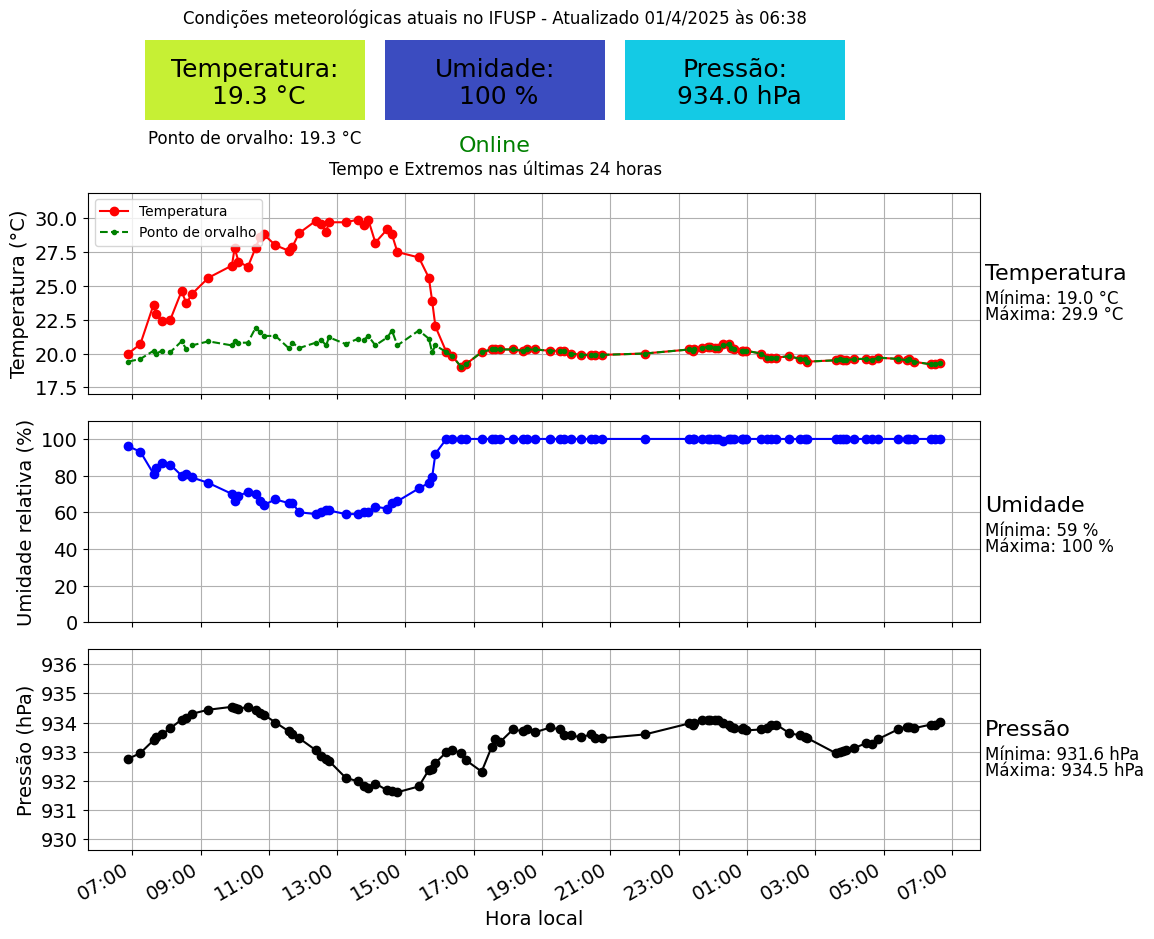 Condições meteorológicas atuais no IFUSP - Atualizado 01/4/2025 às 06:38
Temperatura:
19.3 °C
Umidade:
100 %
Pressão:
934.0 hPa
Ponto de orvalho: 19.3 °C
Online
Tempo e Extremos nas últimas 24 horas
Temperatura (°C)
30.0
27.5
25.0
22.5
20.0
17.5
Temperatura
Ponto de orvalho
Temperatura
Mínima: 19.0 °C
Máxima: 29.9 °C
Umidade relativa (%)
100
80
60
40
20
0
Umidade
Mínima: 59 %
Máxima: 100 %
Pressão (hPa)
936
935
934
933
932
931
930
Pressão
Mínima: 931.6 hPa
Máxima: 934.5 hPa
07:00
09:00
11:00
13:00
15:00
17:00
19:00
21:00
23:00
01:00
03:00
05:00
07:00
Hora local